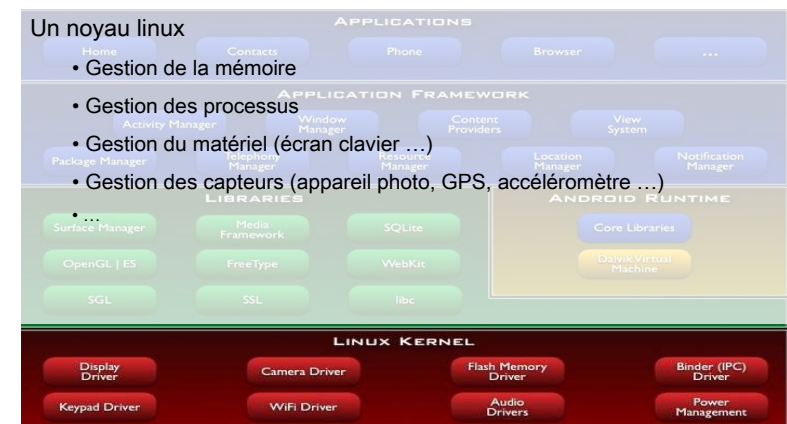 APPLICATIONS
Un noyau linux
Home Contacts Phone Browser ...
• Gestion de la mémoire
APPLICATION FRAMEWORK
• Gestion des processus
Activity Manager Window Manager Content Providers View System
• Gestion du matériel (écran clavier …)
Package Manager Telephony Manager Resource Manager Location Manager Notification Manager
• Gestion des capteurs (appareil photo, GPS, accéléromètre …)
LIBRARIES ANDROID RUNTIME
• …
Surface Manager Media Framework SQLite Core Libraries
OpenGL | ES FreeType WebKit Dalvik Virtual Machine
SGL SSL libc
LINUX KERNEL
Display Driver Camera Driver Flash Memory Driver Binder (IPC) Driver
Keypad Driver WiFi Driver Audio Drivers Power Management